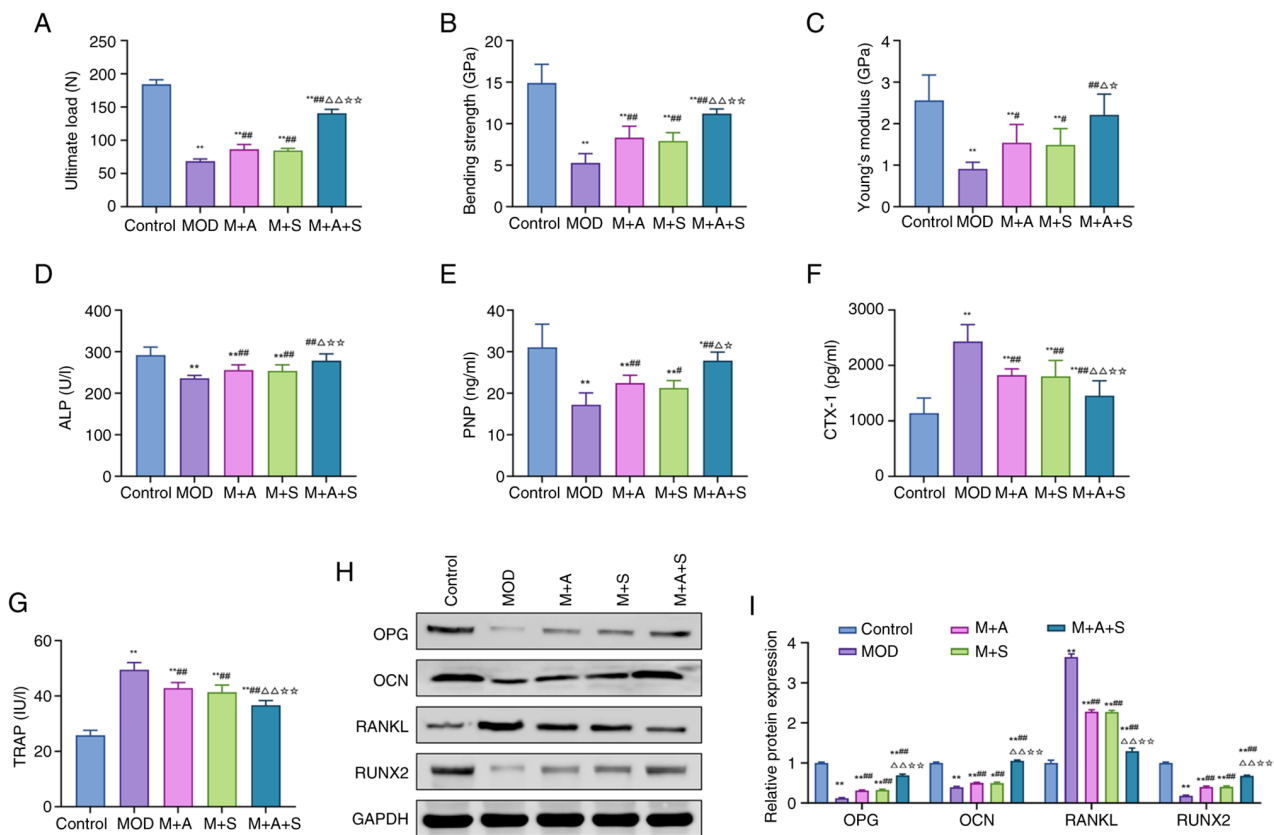 A
Ultimate load (N)
250
200
150
100
50
0
**
**##
**##
**##△△☆☆
Control MOD M+A M+S M+A+S
B
Bending strength (GPa)
20
15
10
5
0
**
**##
**##
**##△△☆☆
Control MOD M+A M+S M+A+S
C
Young's modulus (GPa)
4
3
2
1
0
**
**#
**#
##△☆
Control MOD M+A M+S M+A+S
D
ALP (U/l)
400
300
200
100
0
**
**##
**##
##△☆☆
Control MOD M+A M+S M+A+S
E
PNP (ng/ml)
40
30
20
10
0
**
**##
**#
*##△☆
Control MOD M+A M+S M+A+S
F
CTX-1 (pg/ml)
3000
2000
1000
0
**
**##
**##
**##△△☆☆
Control MOD M+A M+S M+A+S
G
TRAP (IU/l)
60
40
20
0
**
**##
**##
**##△△☆☆
Control MOD M+A M+S M+A+S
H
Control MOD M+A M+S M+A+S
OPG
OCN
RANKL
RUNX2
GAPDH
I
Control M+A M+A+S
MOD M+S
Relative protein expression
4
3
2
1
0
**
**##
**##
**##
△△☆☆
**
**##
*##
**##
△△☆☆
**
**##
**##
**##
△△☆☆
**
**##
**##
**##
△△☆☆
OPG OCN RANKL RUNX2